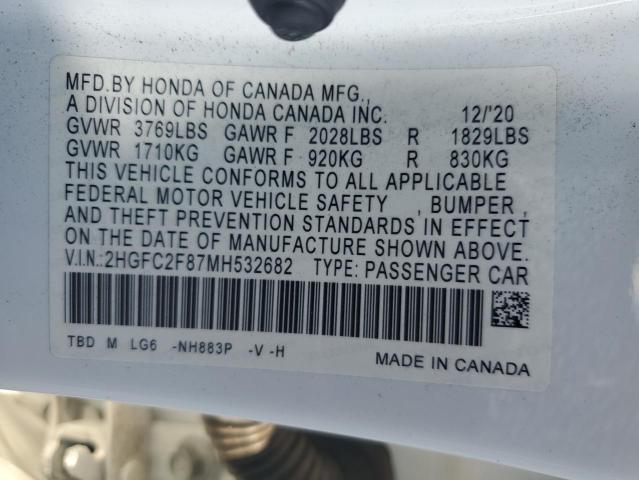 MFD.BY HONDA OF CANADA MFG.,
A DIVISION OF HONDA CANADA INC. 12/'20
GVWR 3769LBS GAWR F 2028LBS R 1829LBS
GVWR 1710KG GAWR F 920KG R 830KG
THIS VEHICLE CONFORMS TO ALL APPLICABLE
FEDERAL MOTOR VEHICLE SAFETY , BUMPER ,
AND THEFT PREVENTION STANDARDS IN EFFECT
ON THE DATE OF MANUFACTURE SHOWN ABOVE.
V.I.N.:2HGFC2F87MH532682 TYPE: PASSENGER CAR
TBD M LG6 -NH883P -V -H
MADE IN CANADA